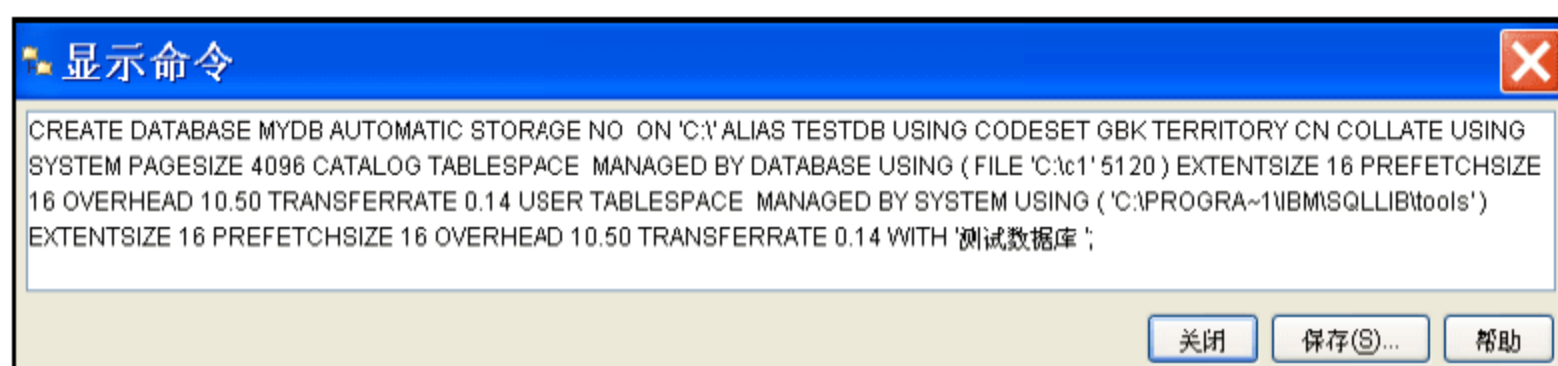 显示命令
CREATE DATABASE MYDB AUTOMATIC STORAGE NO  ON 'C:\' ALIAS TESTDB USING CODESET GBK TERRITORY CN COLLATE USING
SYSTEM PAGESIZE 4096 CATALOG TABLESPACE  MANAGED BY DATABASE USING ( FILE 'C:\c1' 5120 ) EXTENTSIZE 16 PREFETCHSIZE
16 OVERHEAD 10.50 TRANSFERRATE 0.14 USER TABLESPACE  MANAGED BY SYSTEM USING ( 'C:\PROGRA~1\IBM\SQLLIB\tools' )
EXTENTSIZE 16 PREFETCHSIZE 16 OVERHEAD 10.50 TRANSFERRATE 0.14 WITH '测试数据库 ';
关闭 保存(S)... 帮助